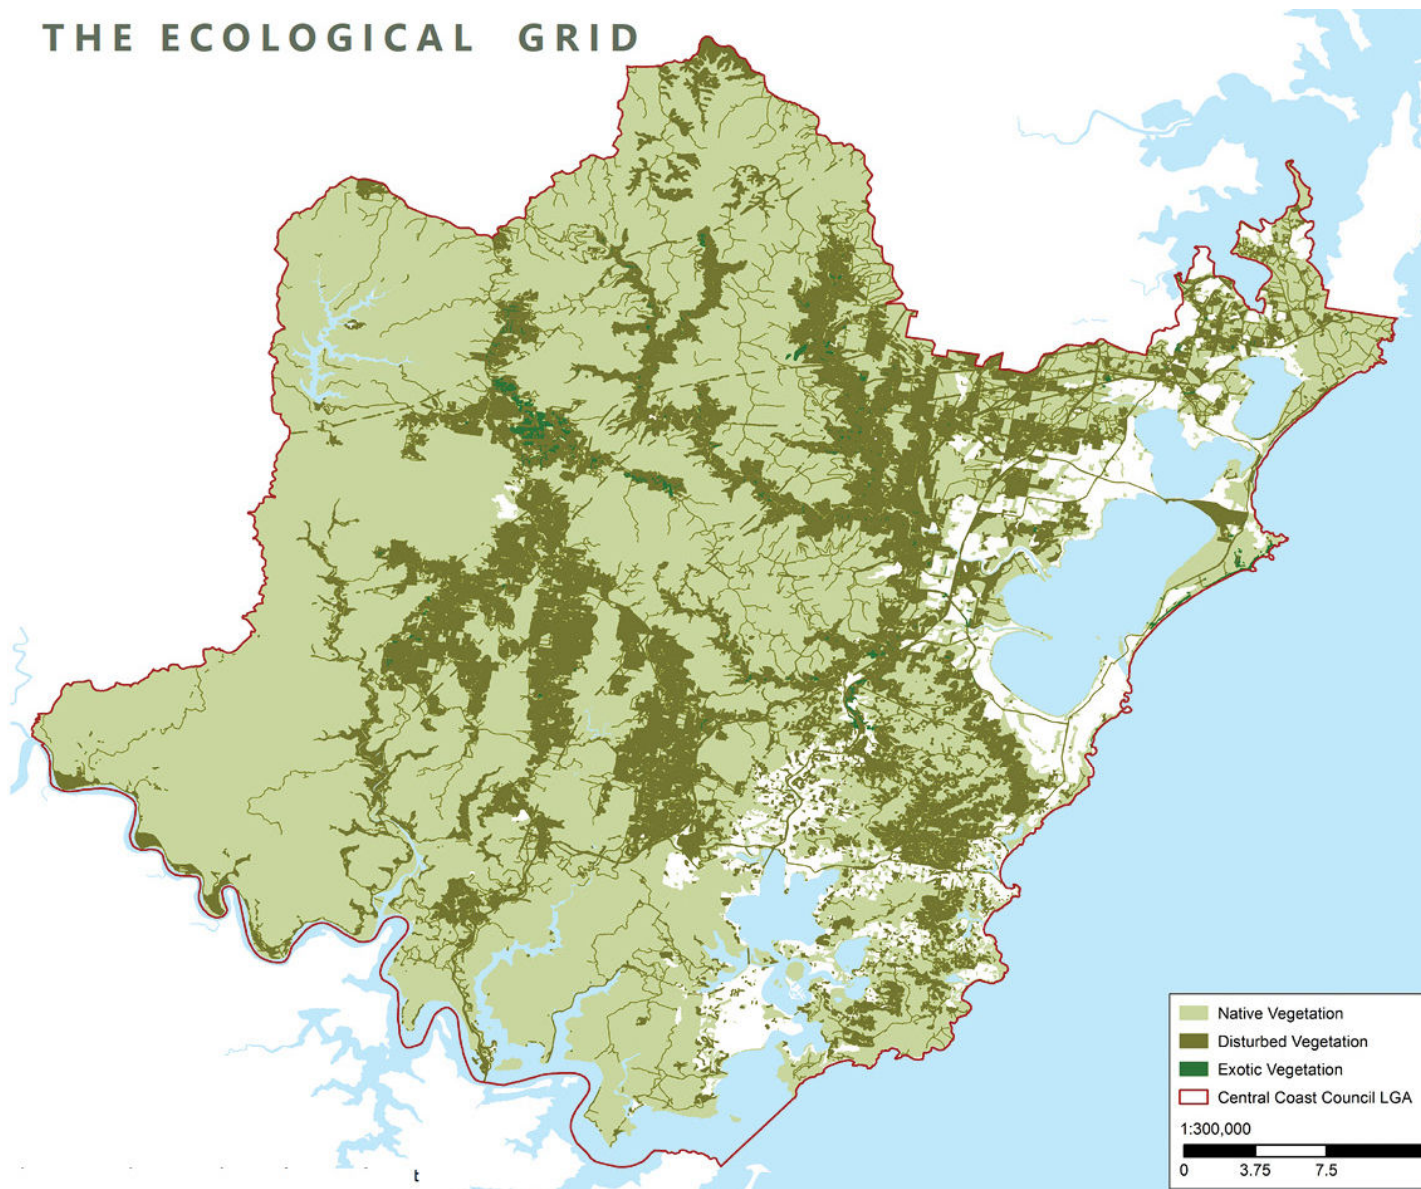 THE ECOLOGICAL GRID
Native Vegetation
Disturbed Vegetation
Exotic Vegetation
Central Coast Council LGA
1:300,000
0 3.75 7.5
t